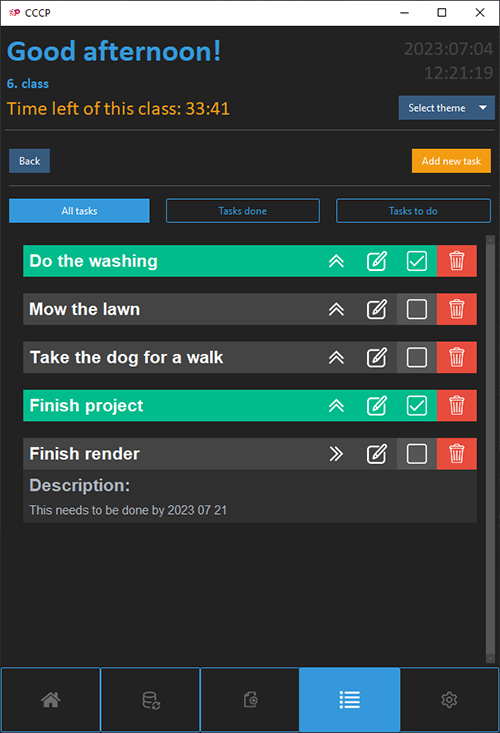 CCCP
Good afternoon!
2023:07:04
12:21:19
6. class
Time left of this class: 33:41
Select theme
Back
Add new task
All tasks
Tasks done
Tasks to do
Do the washing
Mow the lawn
Take the dog for a walk
Finish project
Finish render
Description:
This needs to be done by 2023 07 21